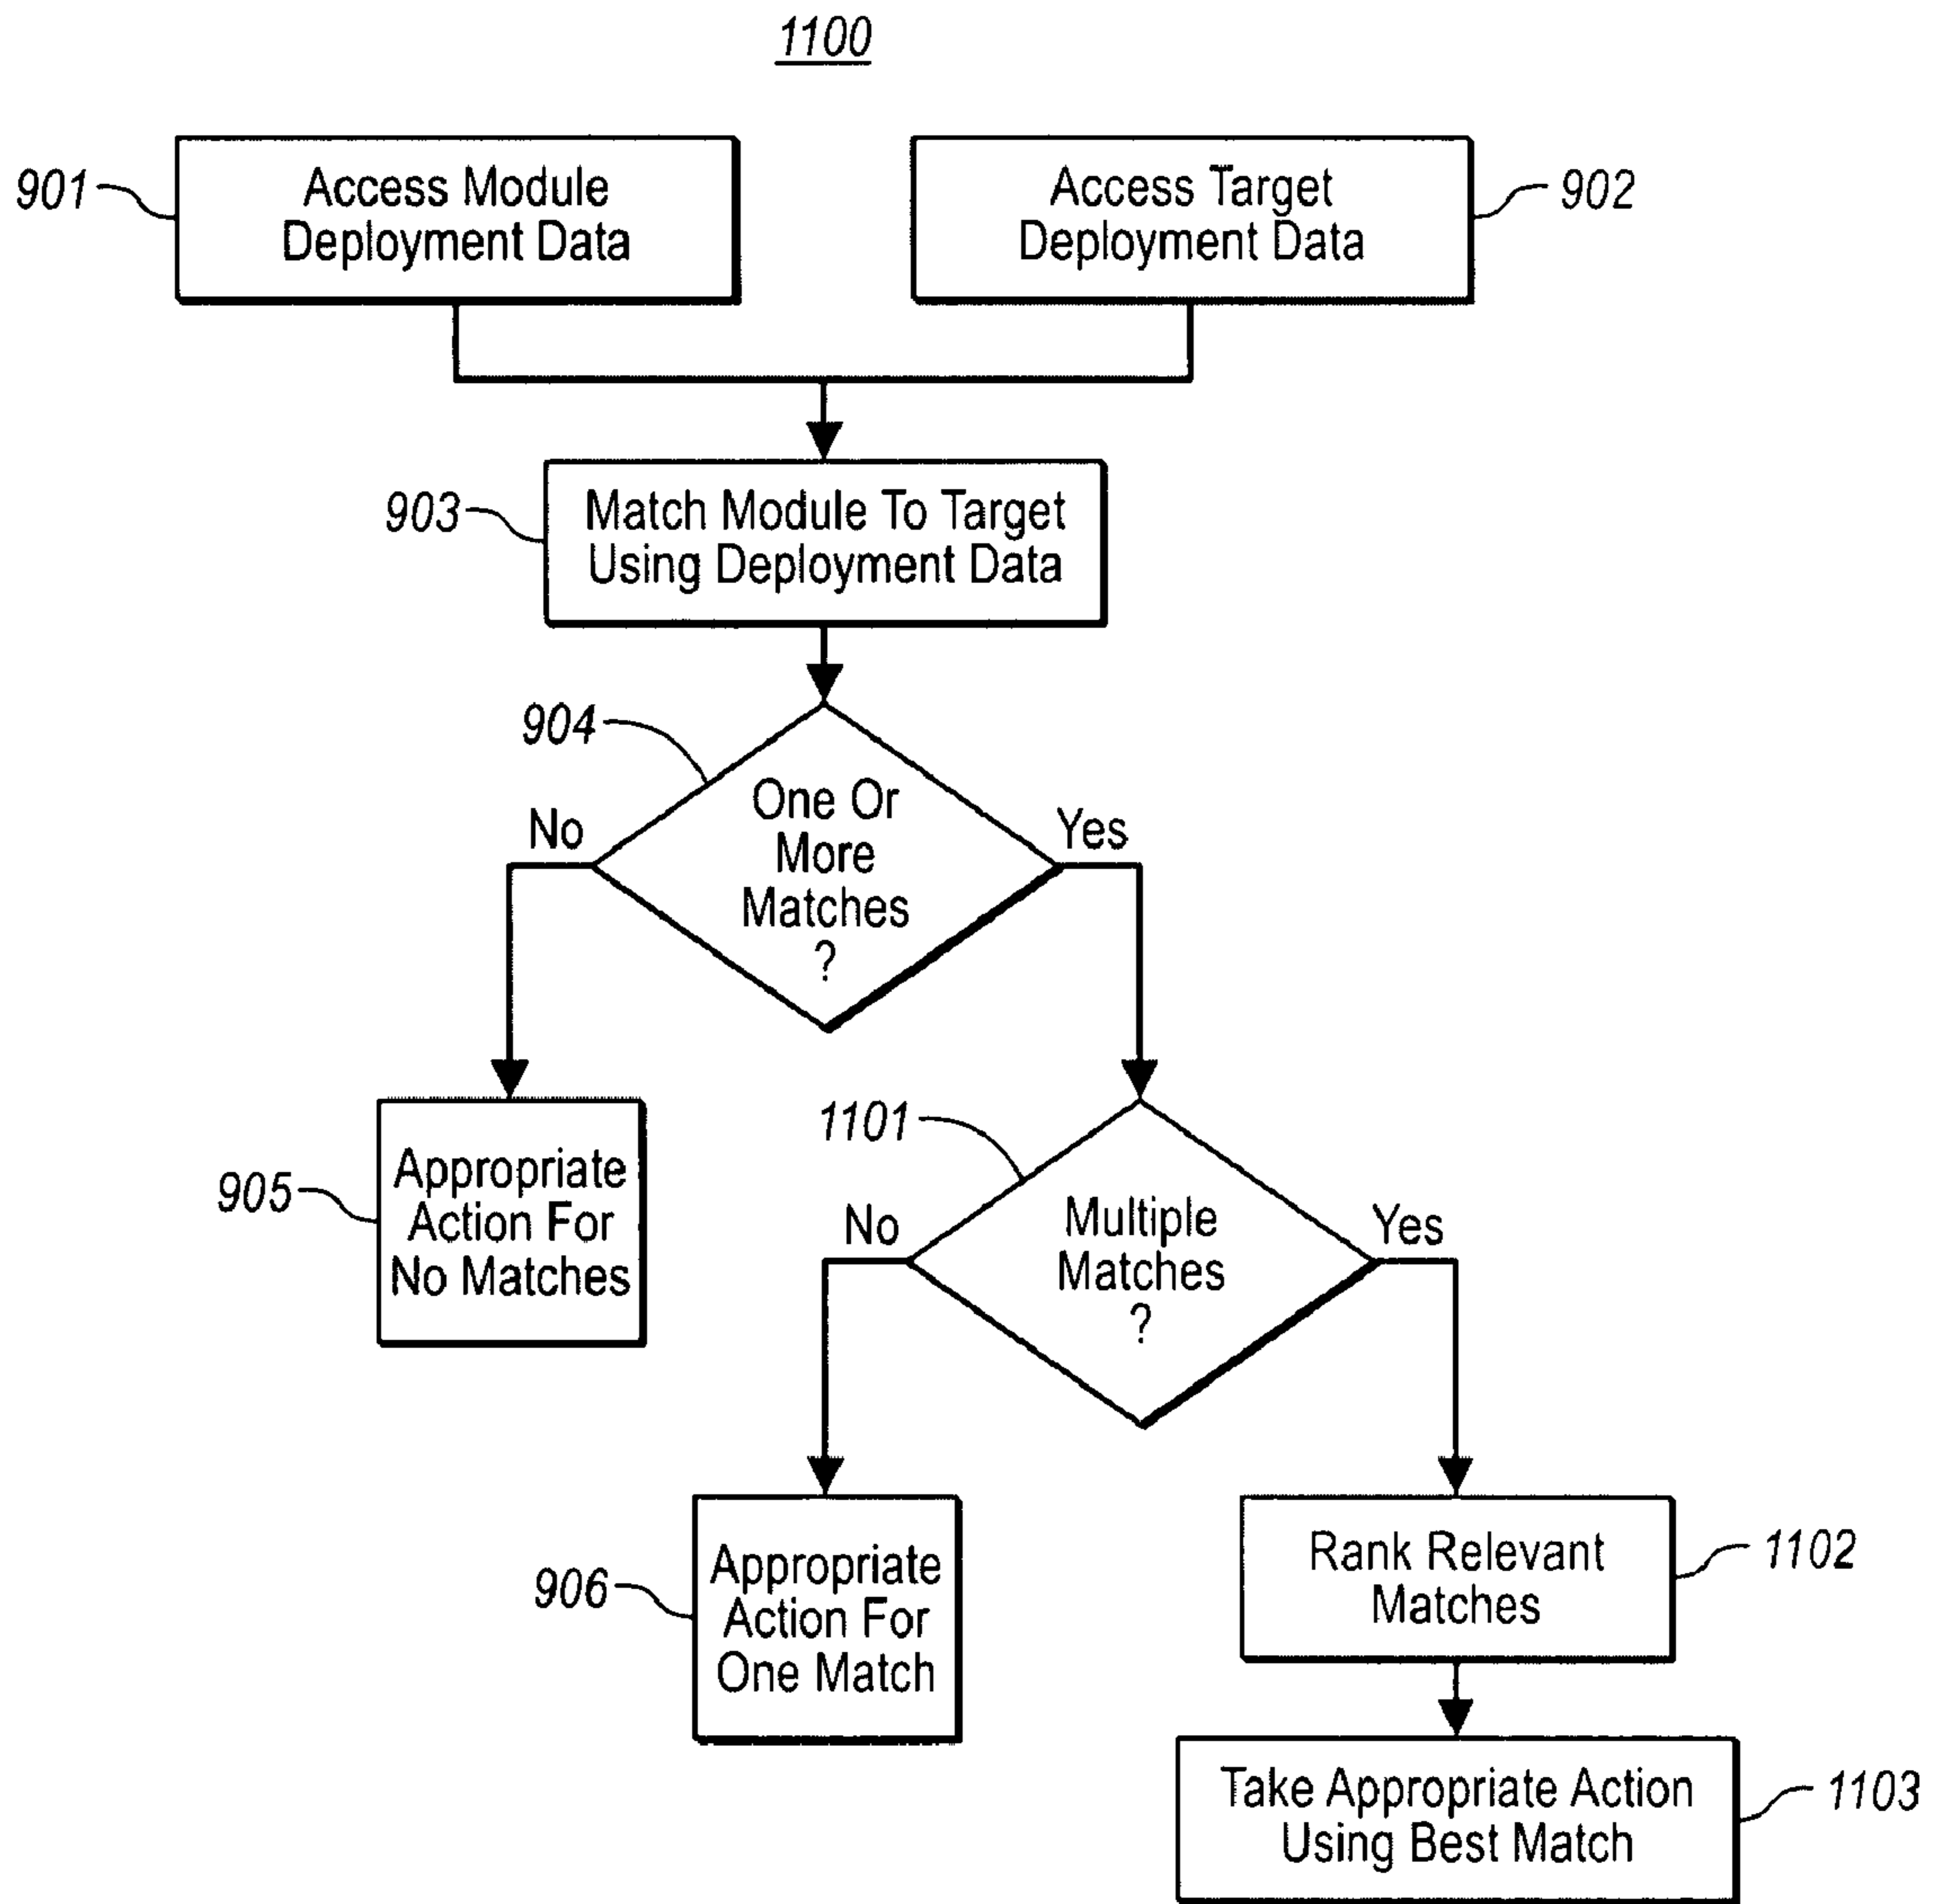 1100
901
Access Module
Deployment Data
Access Target
Deployment Data
902
903
Match Module To Target
Using Deployment Data
904
One Or
More
Matches
?
No
Yes
905
Appropriate
Action For
No Matches
1101
Multiple
Matches
?
No
Yes
906
Appropriate
Action For
One Match
Rank Relevant
Matches
1102
Take Appropriate Action
Using Best Match
1103